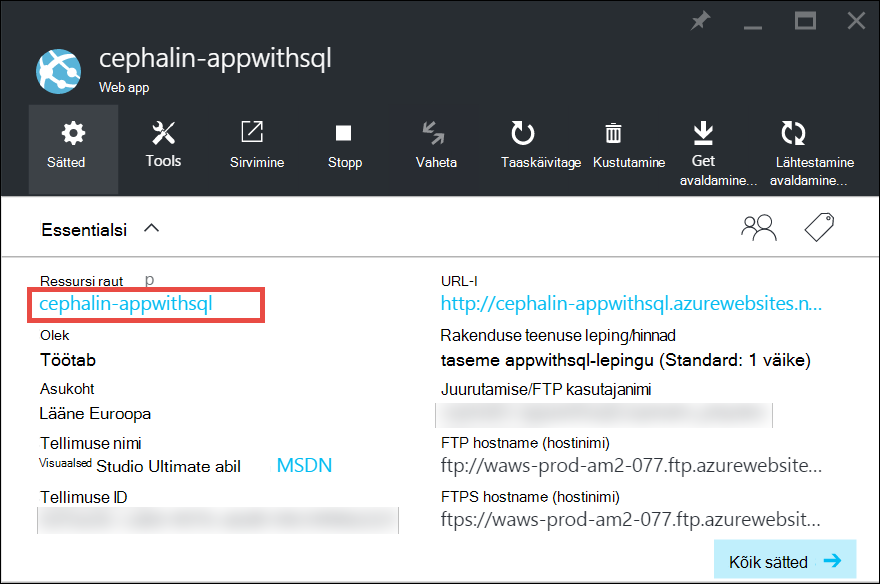 cephalin-appwithsql
Web app
Sätted
Tools
Sirvimine
Stopp
Vaheta
Taaskäivitage
Kustutamine
Get
avaldamine...
Lähtestamine
avaldamine...
Essentialsi
Ressursi raut p
cephalin-appwithsql
Olek
Töötab
Asukoht
Lääne Euroopa
Tellimuse nimi
Visuaalsed Studio Ultimate abil MSDN
Tellimuse ID
URL-I
http://cephalin-appwithsql.azurewebsites.n...
Rakenduse teenuse leping/hinnad
taseme appwithsql-lepingu (Standard: 1 väike)
Juurutamise/FTP kasutajanimi
FTP hostname (hostinimi)
ftp://waws-prod-am2-077.ftp.azurewebsite...
FTPS hostname (hostinimi)
ftps://waws-prod-am2-077.ftp.azurewebsit...
Kõik sätted